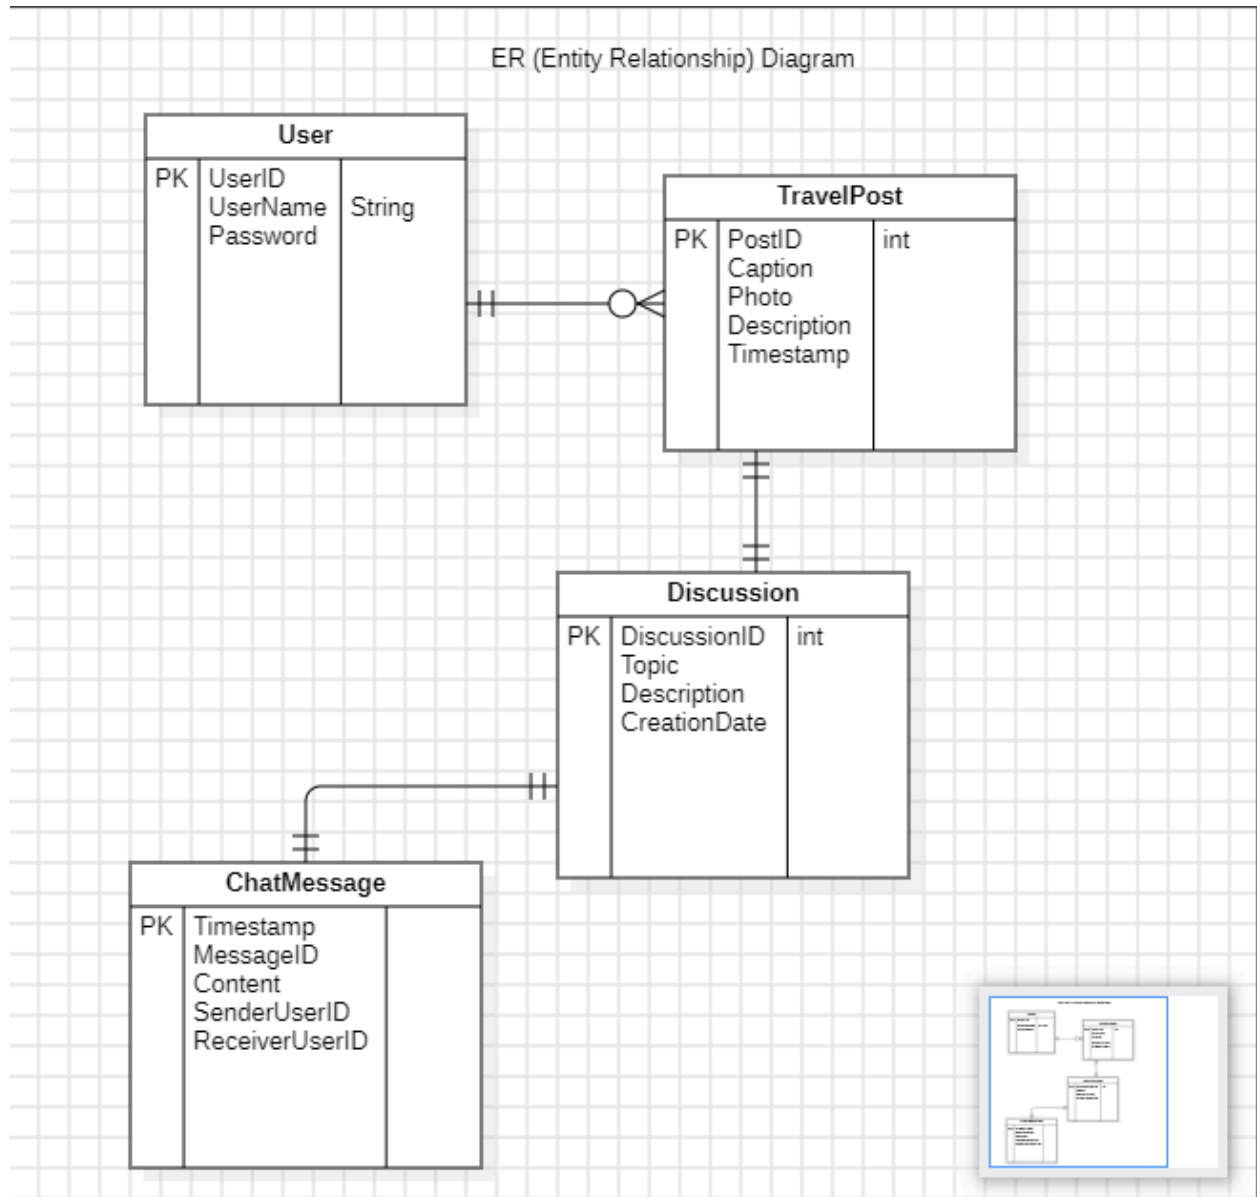 ER (Entity Relationship) Diagram
User
PK UserID
UserName String
Password
TravelPost
PK PostID int
Caption
Photo
Description
Timestamp
Discussion
PK DiscussionID int
Topic
Description
CreationDate
ChatMessage
PK Timestamp
MessageID
Content
SenderUserID
ReceiverUserID